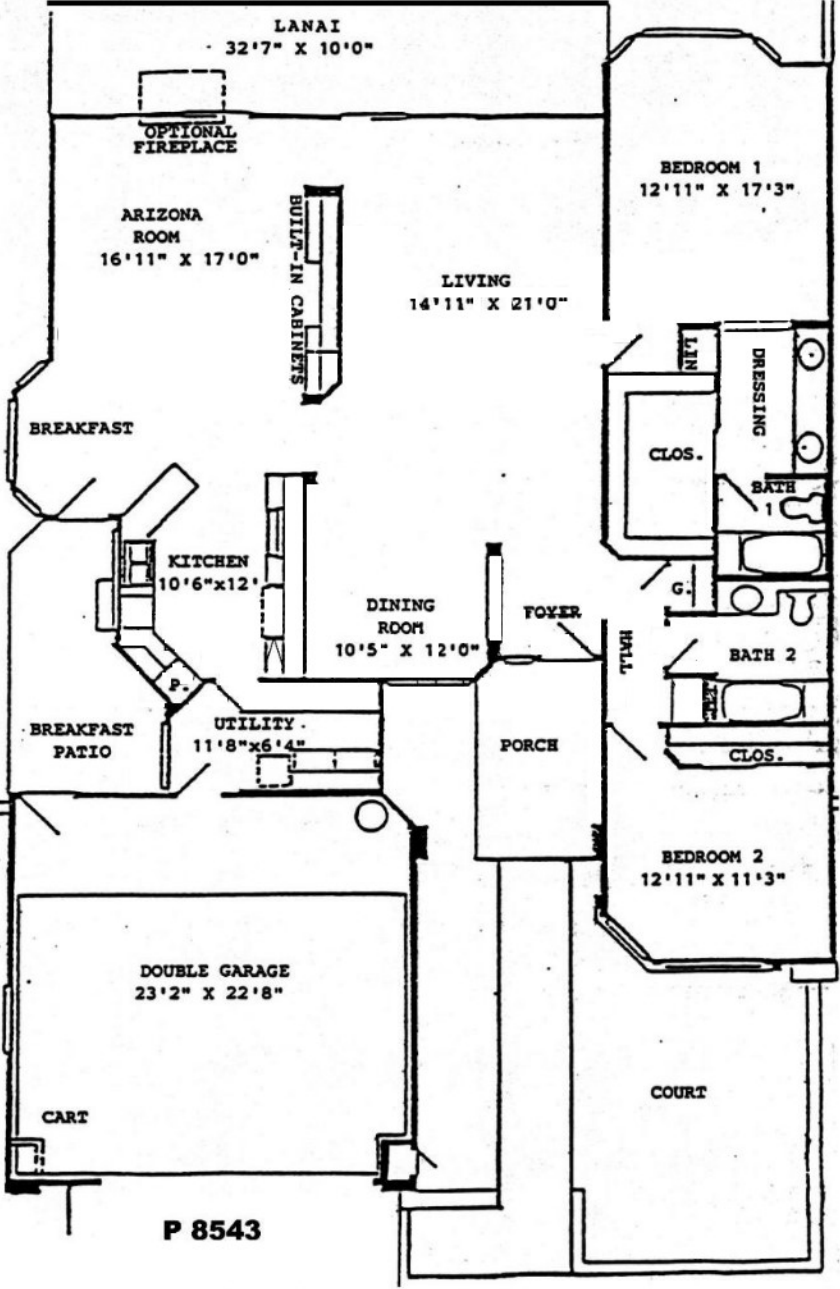 LANAI
32'7" X 10'0"
OPTIONAL
FIREPLACE
BEDROOM 1
12'11" X 17'3"
ARIZONA
ROOM
16'11" X 17'0"
BUILT-IN CABINETS
LIVING
14'11" X 21'0"
LIN
DRESSING
BREAKFAST
CLOS.
BATH
1
KITCHEN
10'6"x12'
G.
DINING
ROOM
10'5" X 12'0"
FOYER
HALL
BATH 2
P.
BREAKFAST
PATIO
UTILITY
11'8"x6'4"
PORCH
CLOS.
BEDROOM 2
12'11" X 11'3"
DOUBLE GARAGE
23'2" X 22'8"
COURT
CART
P 8543